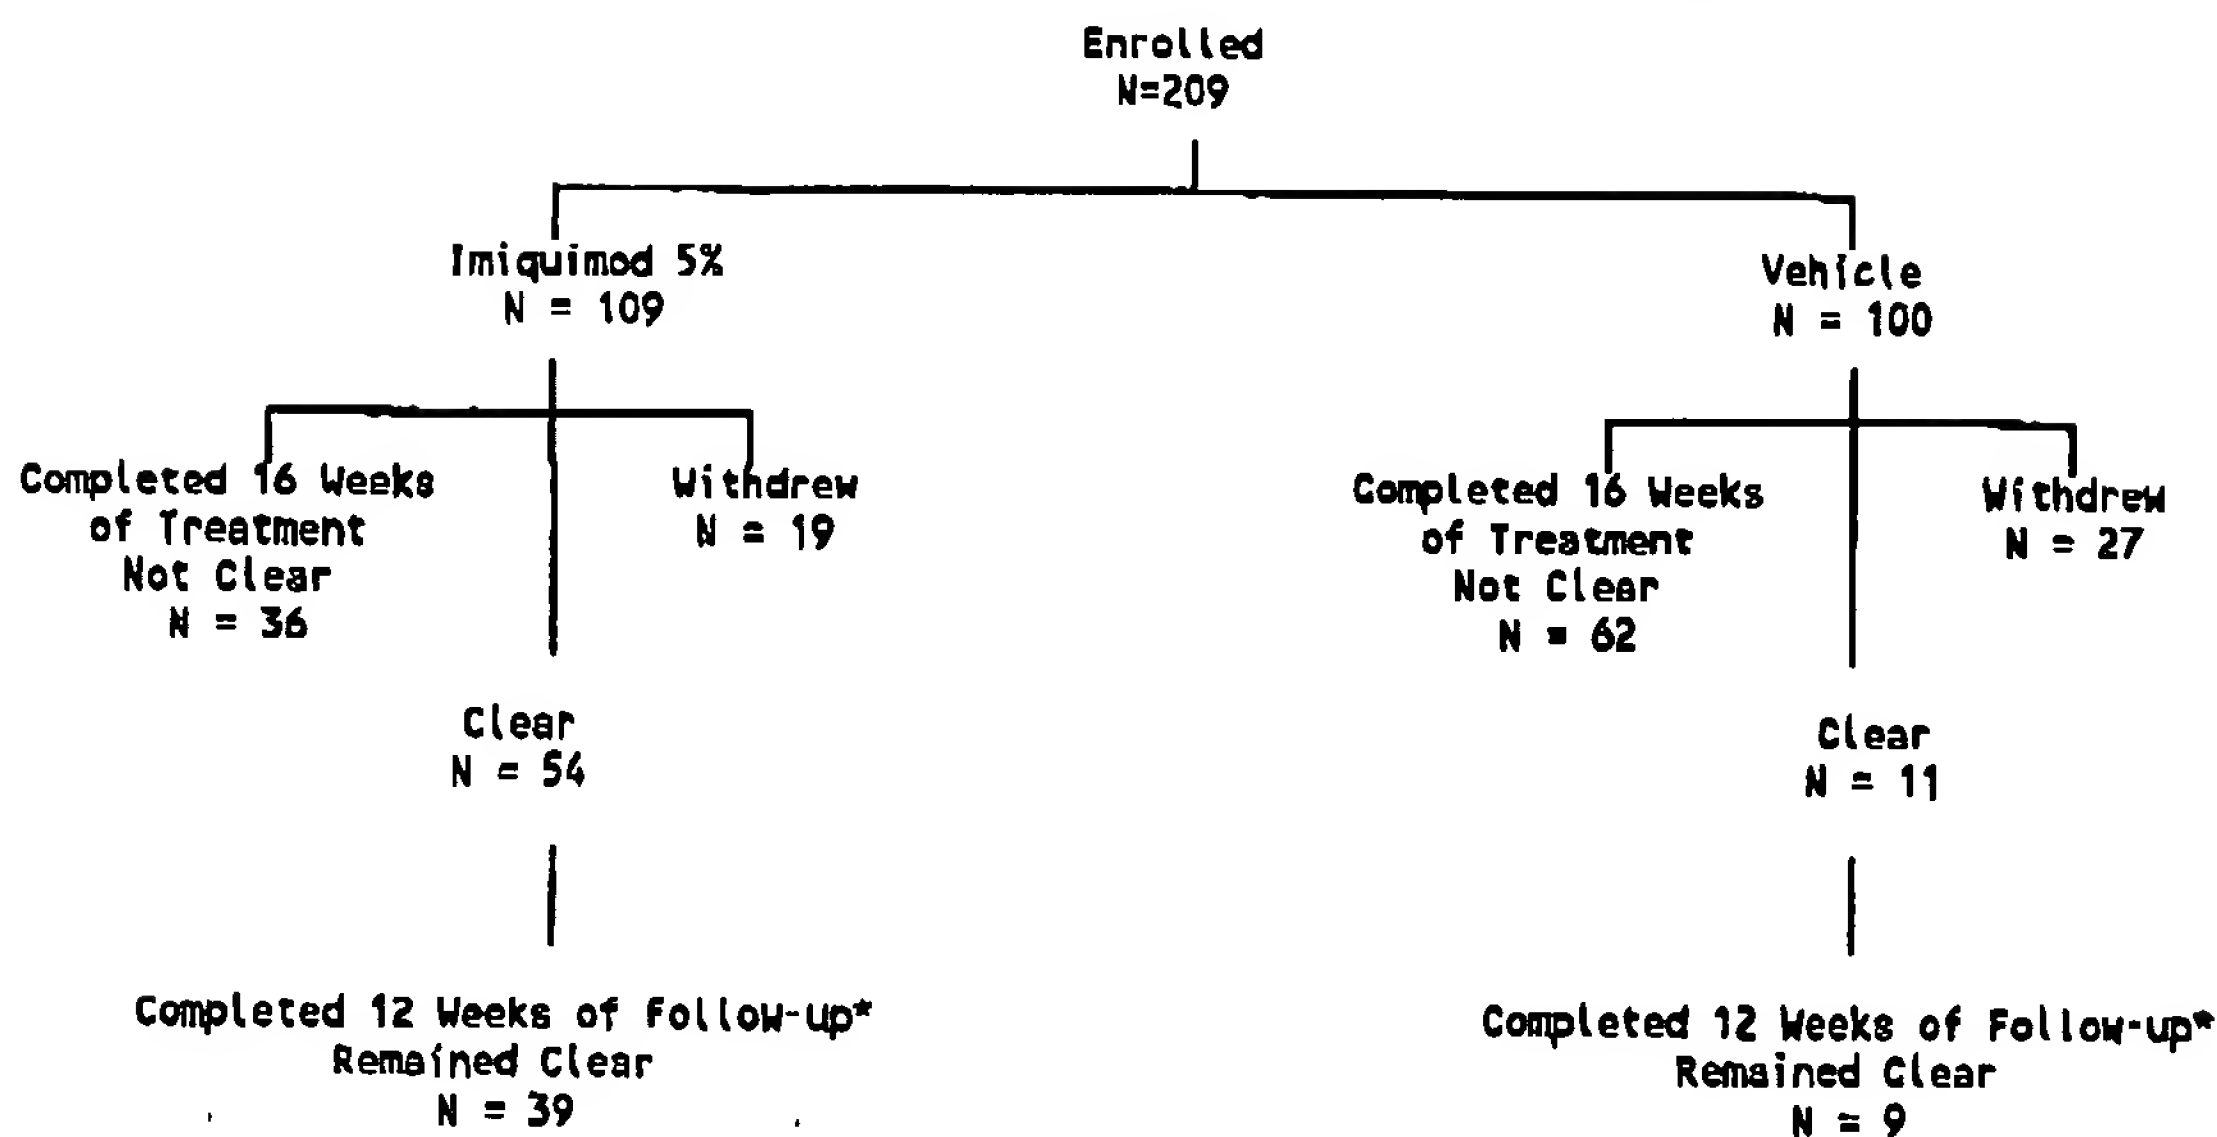 Enrolled
N=209
Imiquimod 5%
N = 109
Vehicle
N = 100
Completed 16 Weeks
of Treatment
Not Clear
N = 36
Withdrew
N = 19
Completed 16 Weeks
of Treatment
Not Clear
N = 62
Withdrew
N = 27
Clear
N = 54
Clear
N = 11
Completed 12 Weeks of Follow-up*
Remained Clear
N = 39
Completed 12 Weeks of Follow-up*
Remained Clear
N = 9